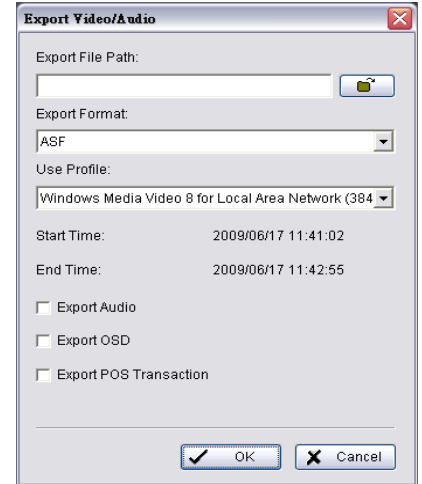 Export Video/Audio
Export File Path:
Export Format:
ASF
Use Profile:
Windows Media Video 8 for Local Area Network (384
Start Time: 2009/06/17 11:41:02
End Time: 2009/06/17 11:42:55
Export Audio
Export OSD
Export POS Transaction
OK Cancel